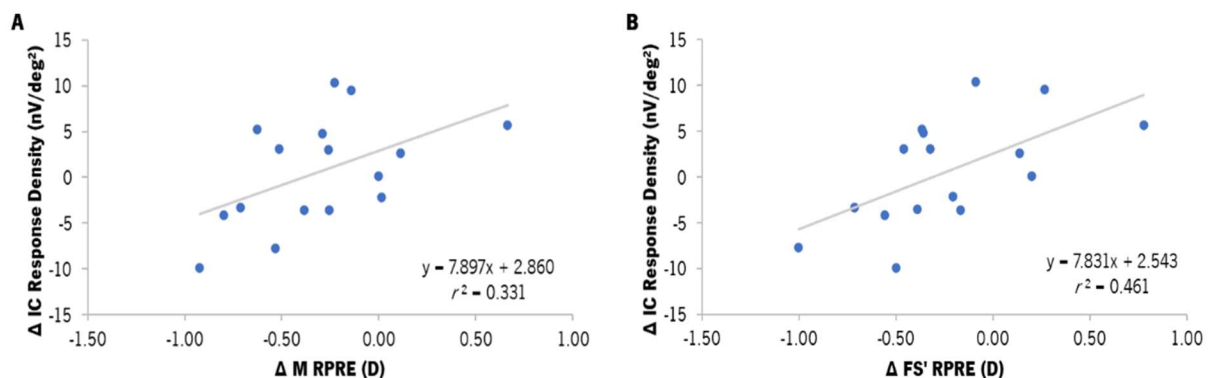 A
15
10
5
0
-5
-10
-15
-1.50 -1.00 -0.50 0.00 0.50 1.00
Δ IC Response Density (nV/deg²)
Δ M RPRE (D)
y = 7.897x + 2.860
r² = 0.331
B
15
10
5
0
-5
-10
-15
-1.50 -1.00 -0.50 0.00 0.50 1.00
Δ IC Response Density (nV/deg²)
Δ FS' RPRE (D)
y = 7.831x + 2.543
r² = 0.461